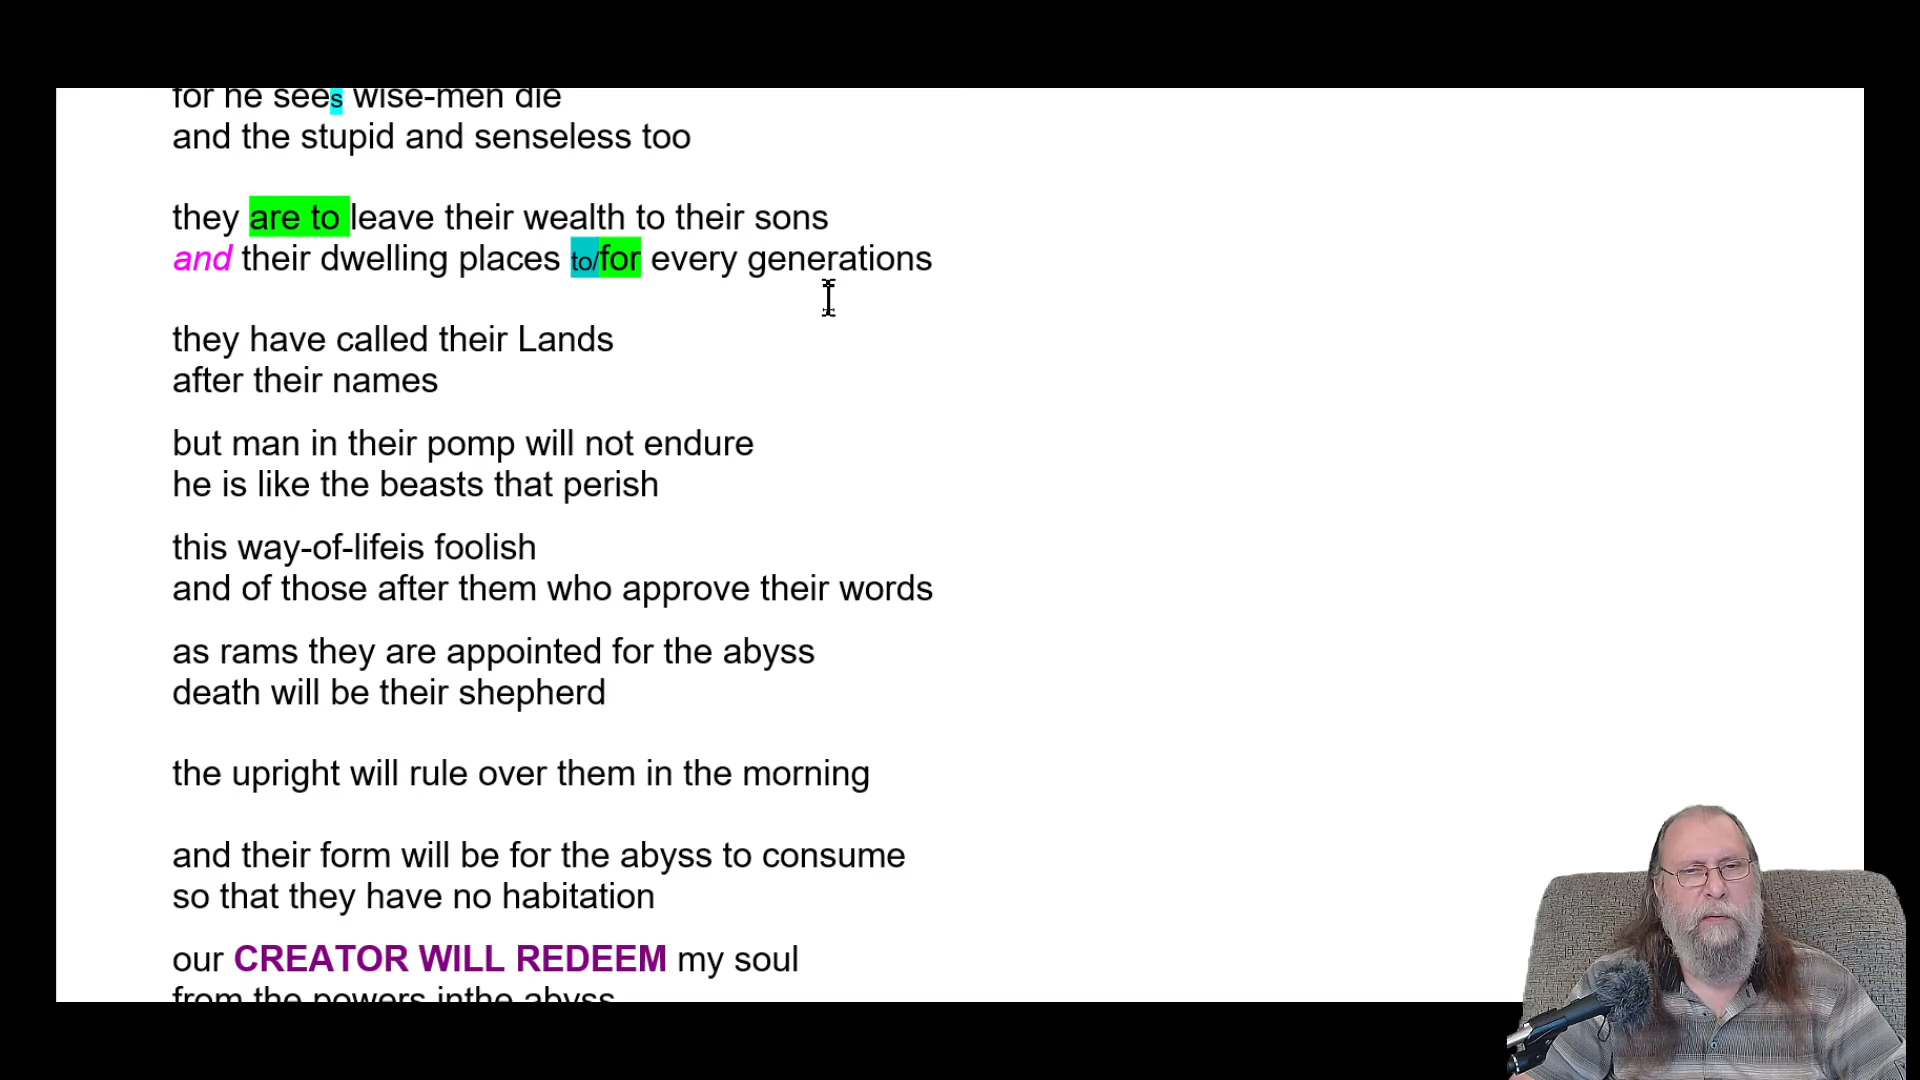 for he sees wise-men die
and the stupid and senseless too
they are to leave their wealth to their sons
and their dwelling places to/for every generations
they have called their Lands
after their names
but man in their pomp will not endure
he is like the beasts that perish
this way-of-lifeis foolish
and of those after them who approve their words
as rams they are appointed for the abyss
death will be their shepherd
the upright will rule over them in the morning
and their form will be for the abyss to consume
so that they have no habitation
our CREATOR WILL REDEEM my soul
from the powers inthe abyss